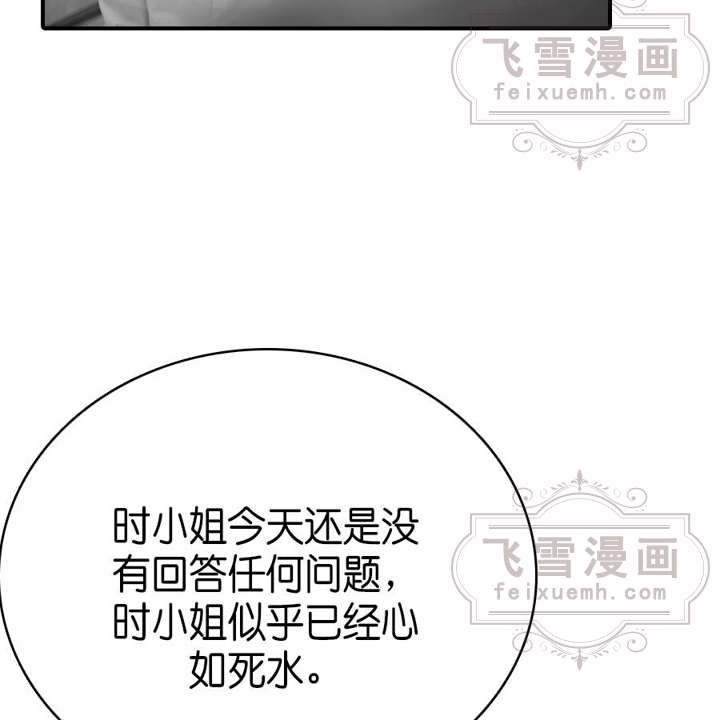 飞雪漫画
feixuemh.com
时小姐今天还是没
有回答任何问题，
时小姐似乎已经心
如死水。
飞雪漫画
feixuemh.com